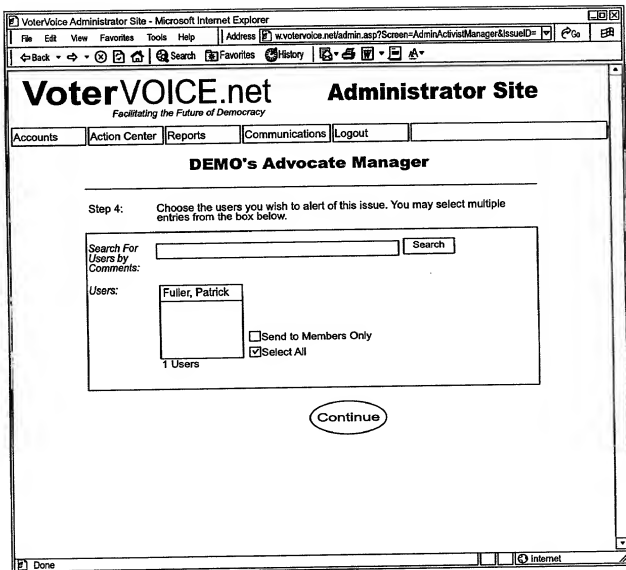 VoterVoice Administrator Site - Microsoft Internet Explorer
File Edit View Favorites Tools Help Address w.votervoice.net/admin.asp?Screen=AdminActivistManager&IssueID= Go
Back Search Favorites History
VoterVOICE.net Administrator Site
Facilitating the Future of Democracy
Accounts Action Center Reports Communications Logout
DEMO's Advocate Manager
Step 4: Choose the users you wish to alert of this issue. You may select multiple
entries from the box below.
Search For
Users by
Comments:
Search
Users: Fuller, Patrick
Send to Members Only
Select All
1 Users
Continue
Done Internet